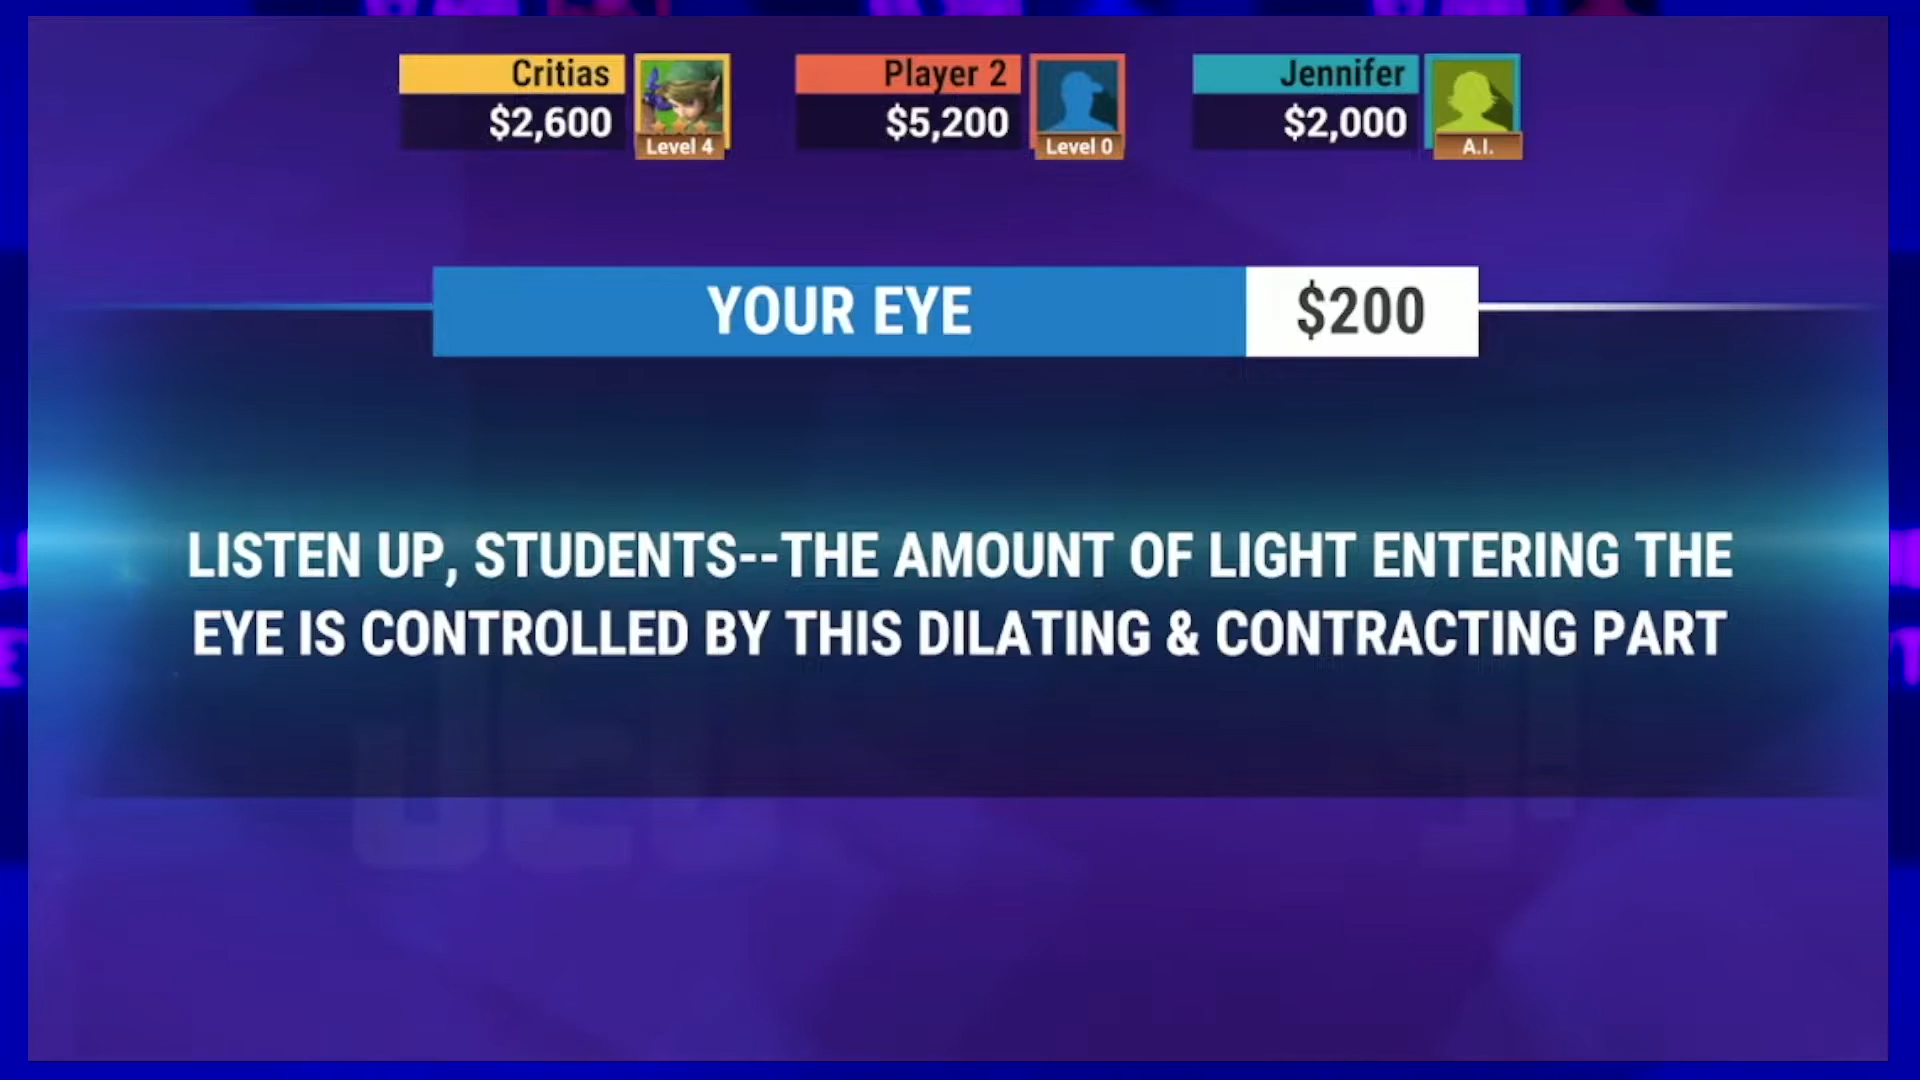 Critias
$2,600
Level 4
Player 2
$5,200
Level 0
Jennifer
$2,000
A.I.
YOUR EYE
$200
LISTEN UP, STUDENTS--THE AMOUNT OF LIGHT ENTERING THE
EYE IS CONTROLLED BY THIS DILATING & CONTRACTING PART